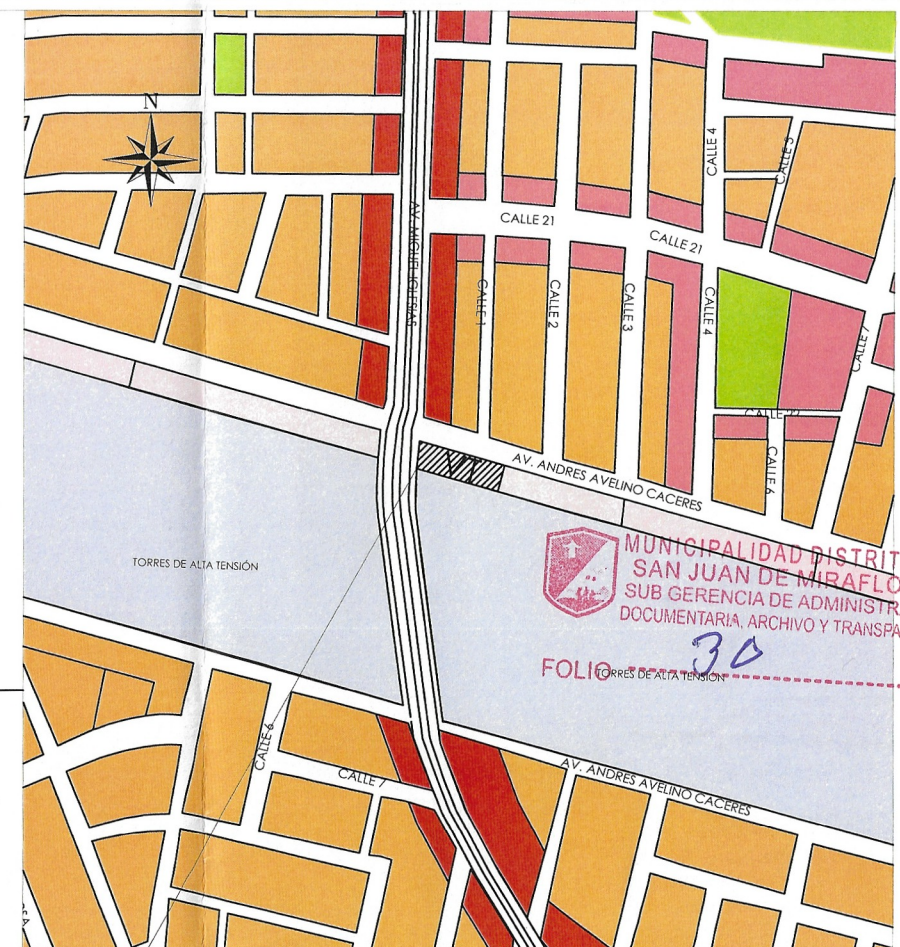 N
CALLE 4
CALLE 3
CALLE 21
CALLE 21
AV. MIGUEL IGLESIAS
CALLE 1
CALLE 2
CALLE 3
CALLE 4
CALLE 7
CALLE 22
CALLE 6
AV. ANDRES AVELINO CACERES
TORRES DE ALTA TENSIÓN
MUNICIPALIDAD DISTRIT
SAN JUAN DE MIRAFLO
SUB GERENCIA DE ADMINISTR
DOCUMENTARIA, ARCHIVO Y TRANSPA
FOLIO 30
TORRES DE ALTA TENSIÓN
CALLE 6
CALLE 7
AV. ANDRES AVELINO CACERES